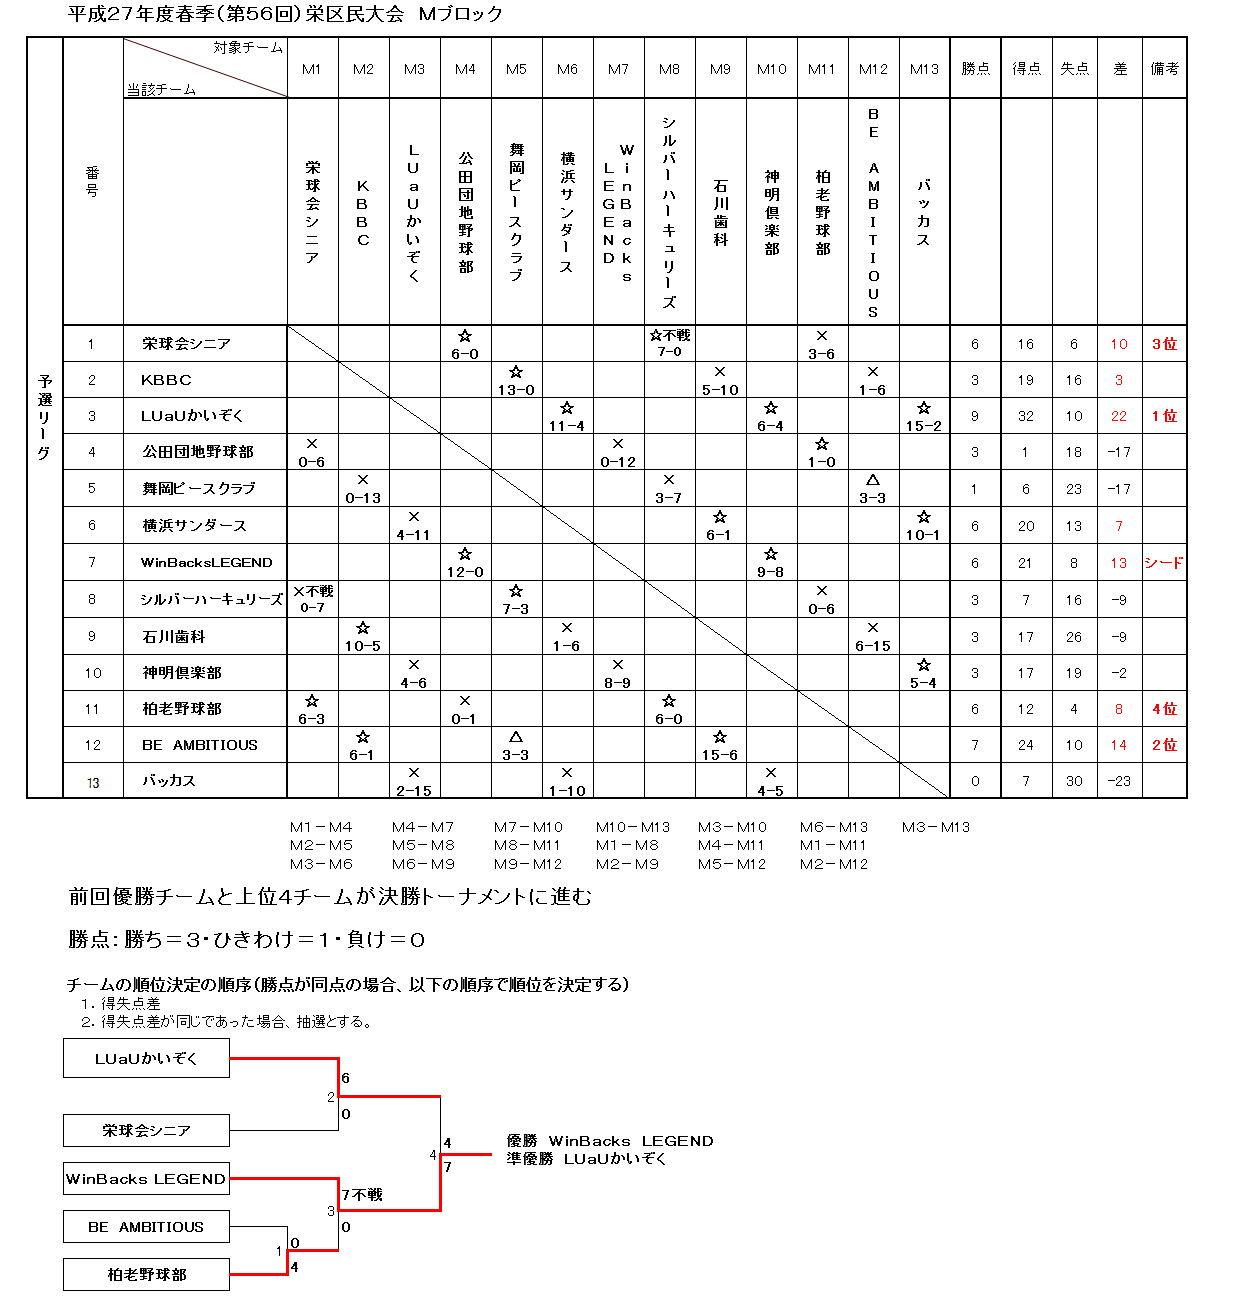 平成27年度春季(第56回)栄区民大会　Mブロック
対象チーム
当該チーム
M1 M2 M3 M4 M5 M6 M7 M8 M9 M10 M11 M12 M13 勝点 得点 失点 差 備考
番号
栄球会シニア
KBBC
LUaUかいぞく
公田団地野球部
舞岡ピースクラブ
横浜サンダース
WinBacks LEGEND
シルバーハーキュリーズ
石川歯科
神明倶楽部
柏老野球部
BE AMBITIOUS
バッカス
予選リーグ
1 栄球会シニア ☆ 6-0 ☆不戦 7-0 × 3-6 6 16 6 10 3位
2 KBBC ☆ 13-0 × 5-10 × 1-6 3 19 16 3
3 LUaUかいぞく ☆ 11-4 ☆ 6-4 ☆ 15-2 9 32 10 22 1位
4 公田団地野球部 × 0-6 × 0-12 ☆ 1-0 3 1 18 -17
5 舞岡ピースクラブ × 0-13 × 3-7 △ 3-3 1 6 23 -17
6 横浜サンダース × 4-11 ☆ 6-1 ☆ 10-1 6 20 13 7
7 WinBacksLEGEND ☆ 12-0 ☆ 9-8 6 21 8 13 シード
8 シルバーハーキュリーズ ×不戦 0-7 ☆ 7-3 × 0-6 3 7 16 -9
9 石川歯科 ☆ 10-5 × 1-6 × 6-15 3 17 26 -9
10 神明倶楽部 × 4-6 × 8-9 ☆ 5-4 3 17 19 -2
11 柏老野球部 ☆ 6-3 × 0-1 ☆ 6-0 6 12 4 8 4位
12 BE AMBITIOUS ☆ 6-1 △ 3-3 ☆ 15-6 7 24 10 14 2位
13 バッカス × 2-15 × 1-10 × 4-5 0 7 30 -23
M1-M4 M4-M7 M7-M10 M10-M13 M3-M10 M6-M13 M3-M13
M2-M5 M5-M8 M8-M11 M1-M8 M4-M11 M1-M11
M3-M6 M6-M9 M9-M12 M2-M9 M5-M12 M2-M12
前回優勝チームと上位4チームが決勝トーナメントに進む
勝点:勝ち=3・ひきわけ=1・負け=0
チームの順位決定の順序(勝点が同点の場合、以下の順序で順位を決定する)
1. 得失点差
2. 得失点差が同じであった場合、抽選とする。
LUaUかいぞく
6
2
0
栄球会シニア
4
4
7
優勝 WinBacks LEGEND
準優勝 LUaUかいぞく
WinBacks LEGEND
7不戦
3
0
BE AMBITIOUS
0
1
4
柏老野球部